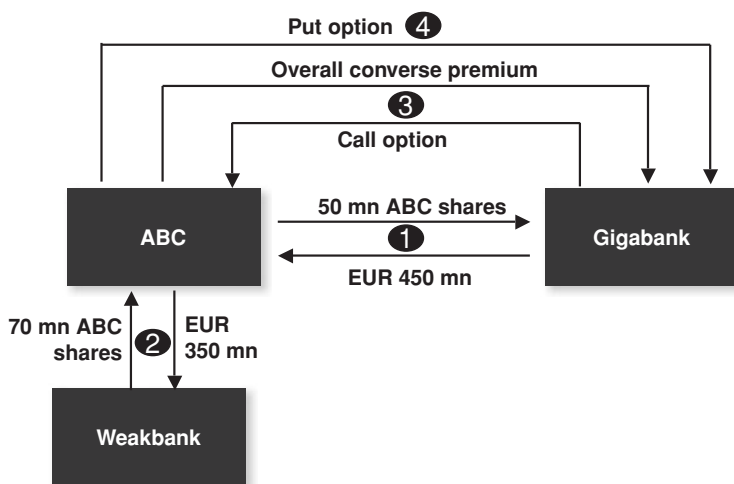 Put option 4
Overall converse premium
3
Call option
50 mn ABC shares
ABC
1
Gigabank
EUR 450 mn
70 mn ABC
shares
2
EUR
350 mn
Weakbank